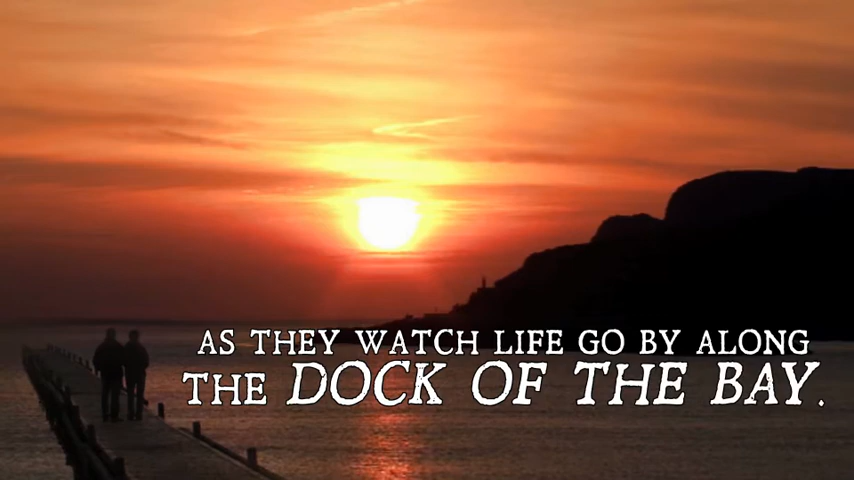 AS THEY WATCH LIFE GO BY ALONG
THE DOCK OF THE BAY.